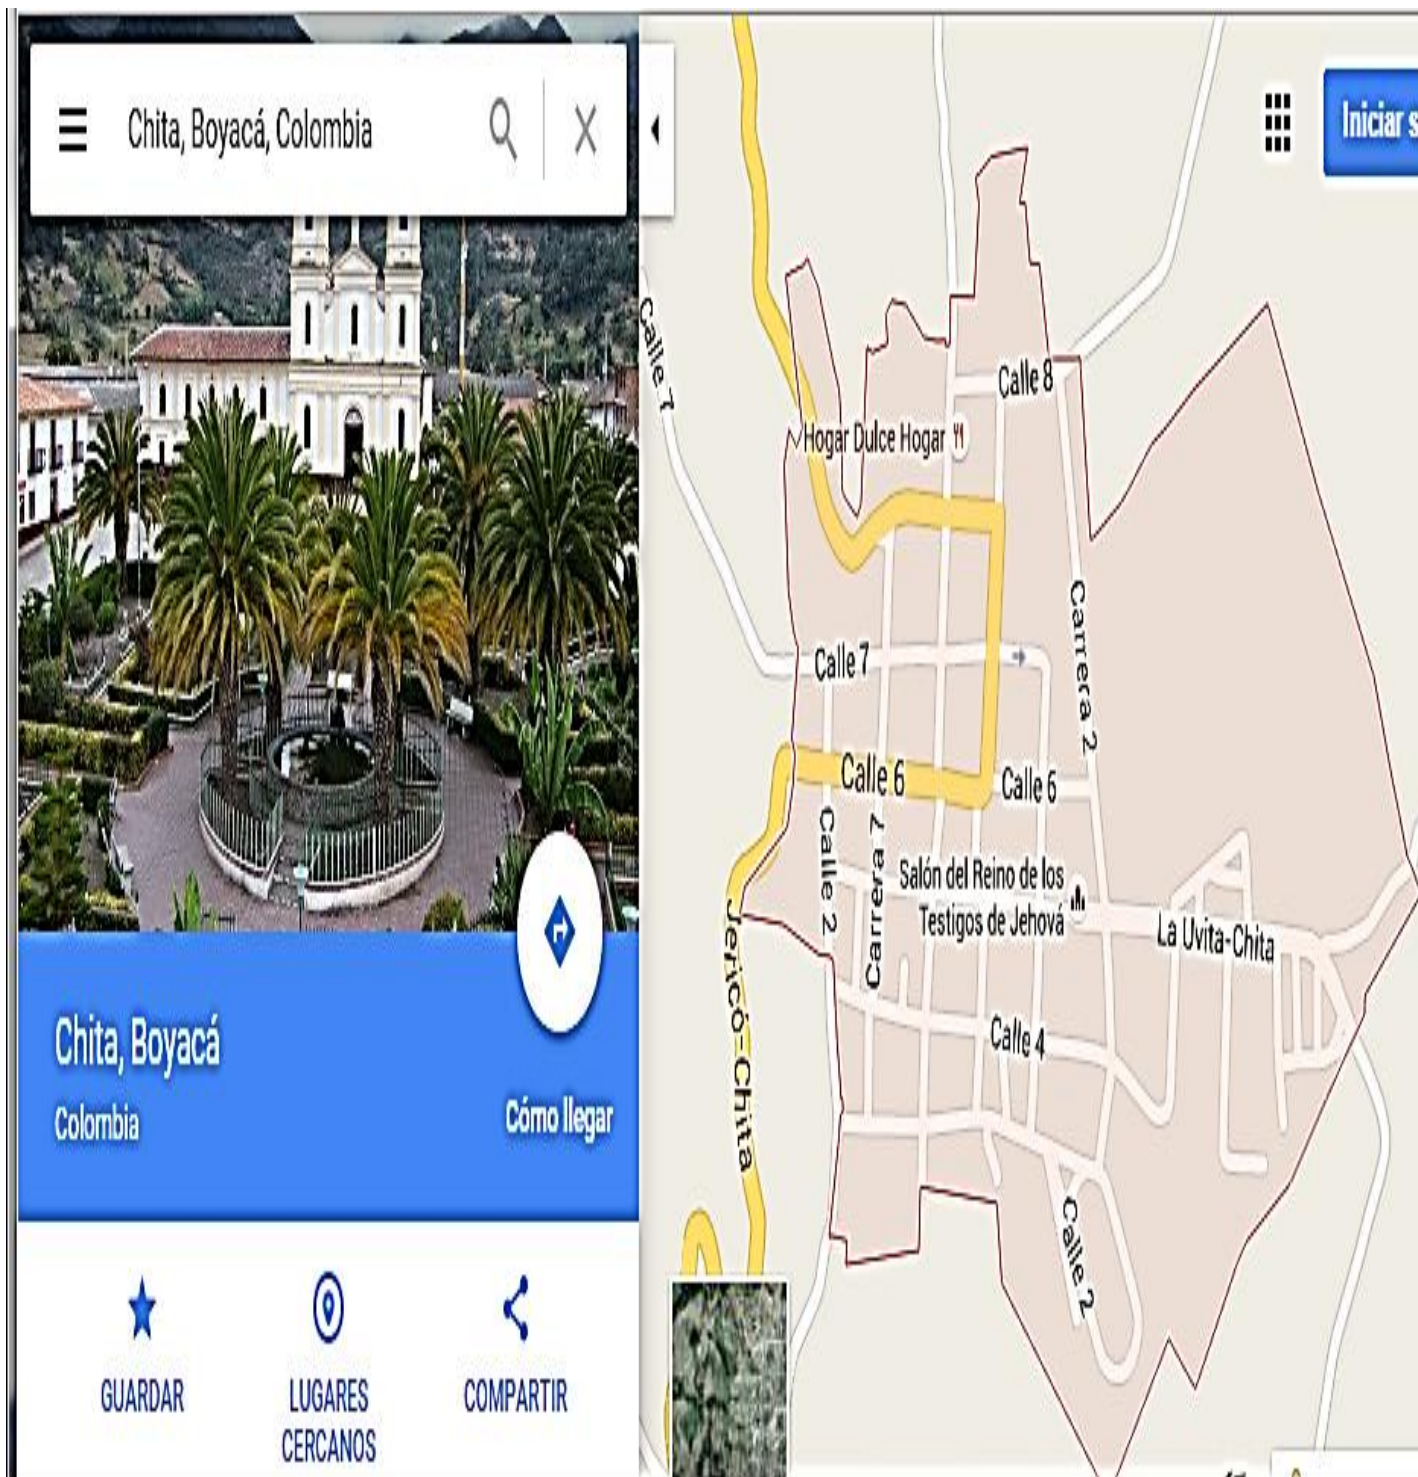 Chita, Boyacá, Colombia
Chita, Boyacá
Colombia
Cómo llegar
GUARDAR
LUGARES
CERCANOS
COMPARTIR
Iniciar s
Calle 7
Calle 8
Hogar Dulce Hogar
Carrera 2
Calle 7
Calle 6
Calle 6
Calle 2
Carrera 7
Salón del Reino de los
Testigos de Jehová
La Uvita-Chita
Jericó-Chita
Calle 4
Calle 2